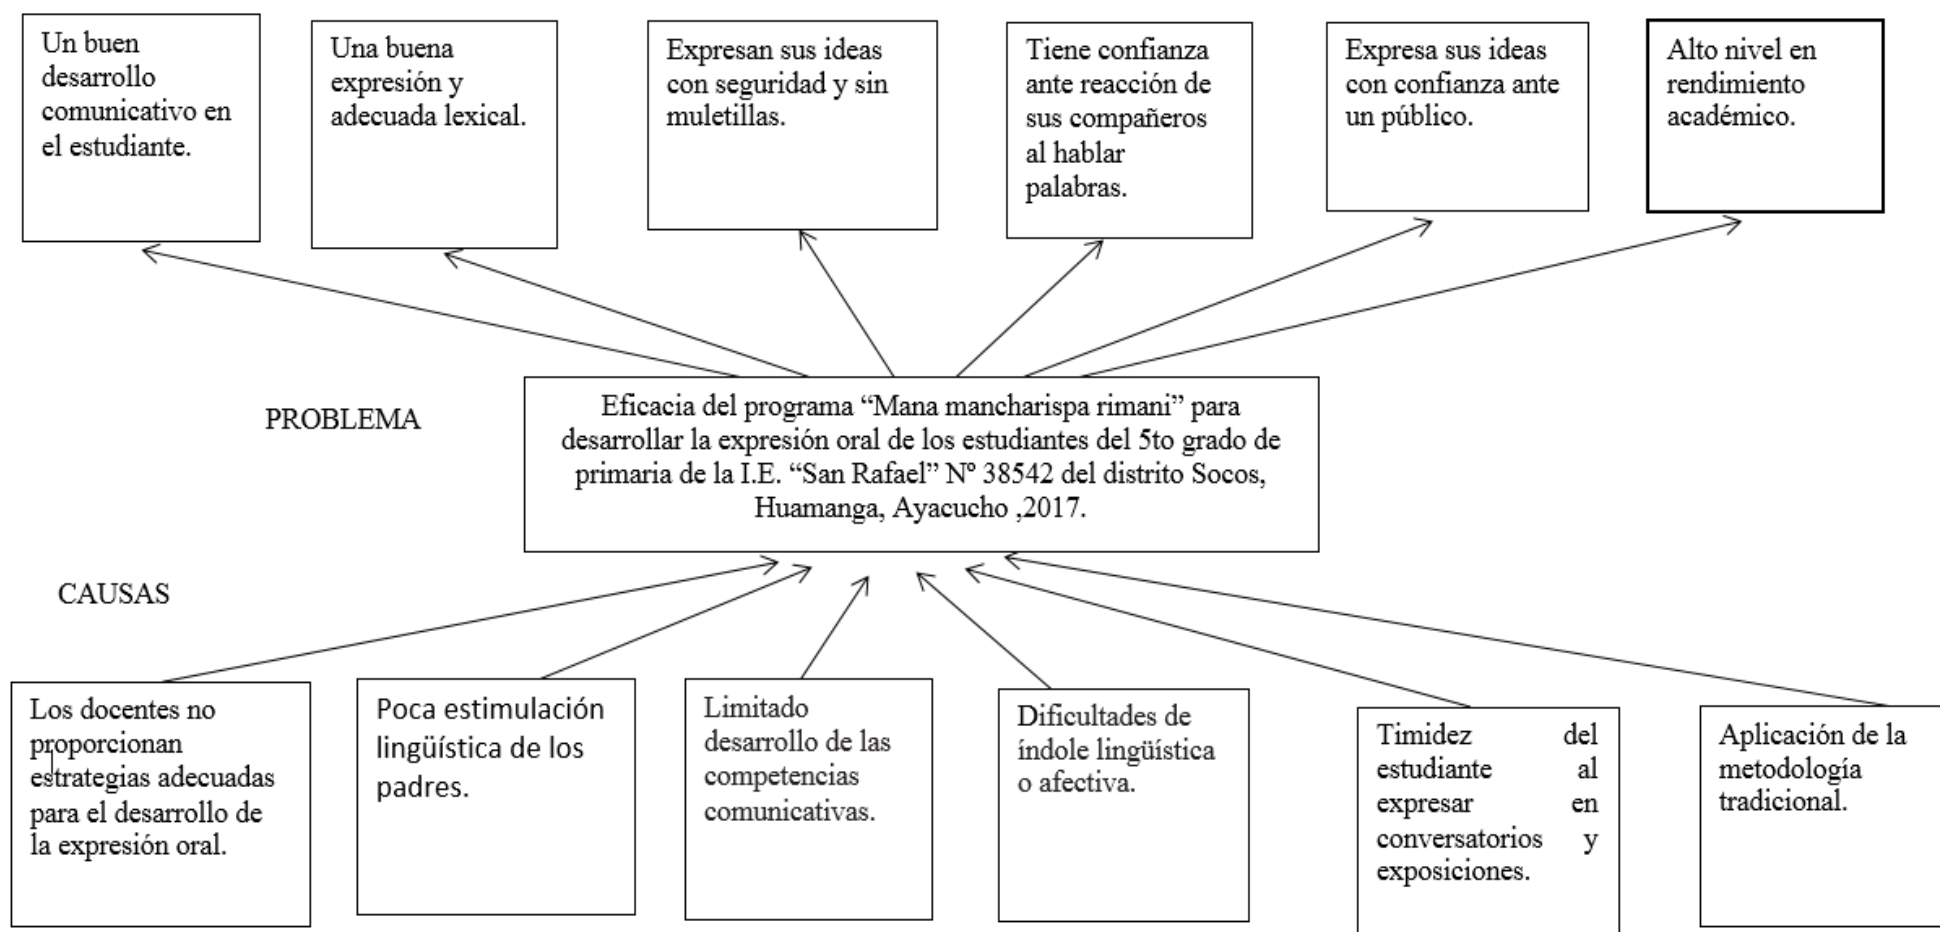 Un buen
desarrollo
comunicativo en
el estudiante.
Una buena
expresión y
adecuada lexical.
Expresan sus ideas
con seguridad y sin
muletillas.
Tiene confianza
ante reacción de
sus compañeros
al hablar
palabras.
Expresa sus ideas
con confianza ante
un público.
Alto nivel en
rendimiento
académico.
PROBLEMA
Eficacia del programa “Mana mancharispa rimani” para
desarrollar la expresión oral de los estudiantes del 5to grado de
primaria de la I.E. “San Rafael” Nº 38542 del distrito Socos,
Huamanga, Ayacucho ,2017.
CAUSAS
Los docentes no
proporcionan
estrategias adecuadas
para el desarrollo de
la expresión oral.
Poca estimulación
lingüística de los
padres.
Limitado
desarrollo de las
competencias
comunicativas.
Dificultades de
índole lingüística
o afectiva.
Timidez del
estudiante al
expresar en
conversatorios y
exposiciones.
Aplicación de la
metodología
tradicional.